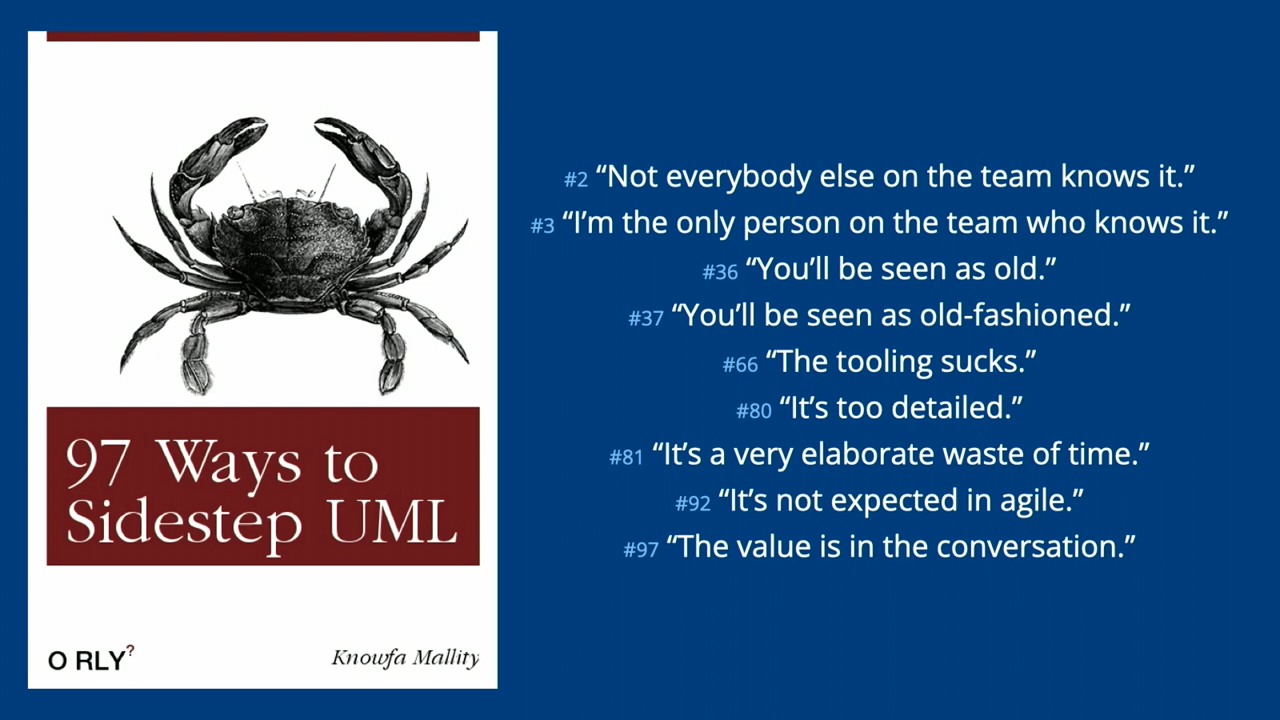 97 Ways to
Sidestep UML
O RLY?
Knowfa Mallity
#2 “Not everybody else on the team knows it.”
#3 “I’m the only person on the team who knows it.”
#36 “You’ll be seen as old.”
#37 “You’ll be seen as old-fashioned.”
#66 “The tooling sucks.”
#80 “It’s too detailed.”
#81 “It’s a very elaborate waste of time.”
#92 “It’s not expected in agile.”
#97 “The value is in the conversation.”